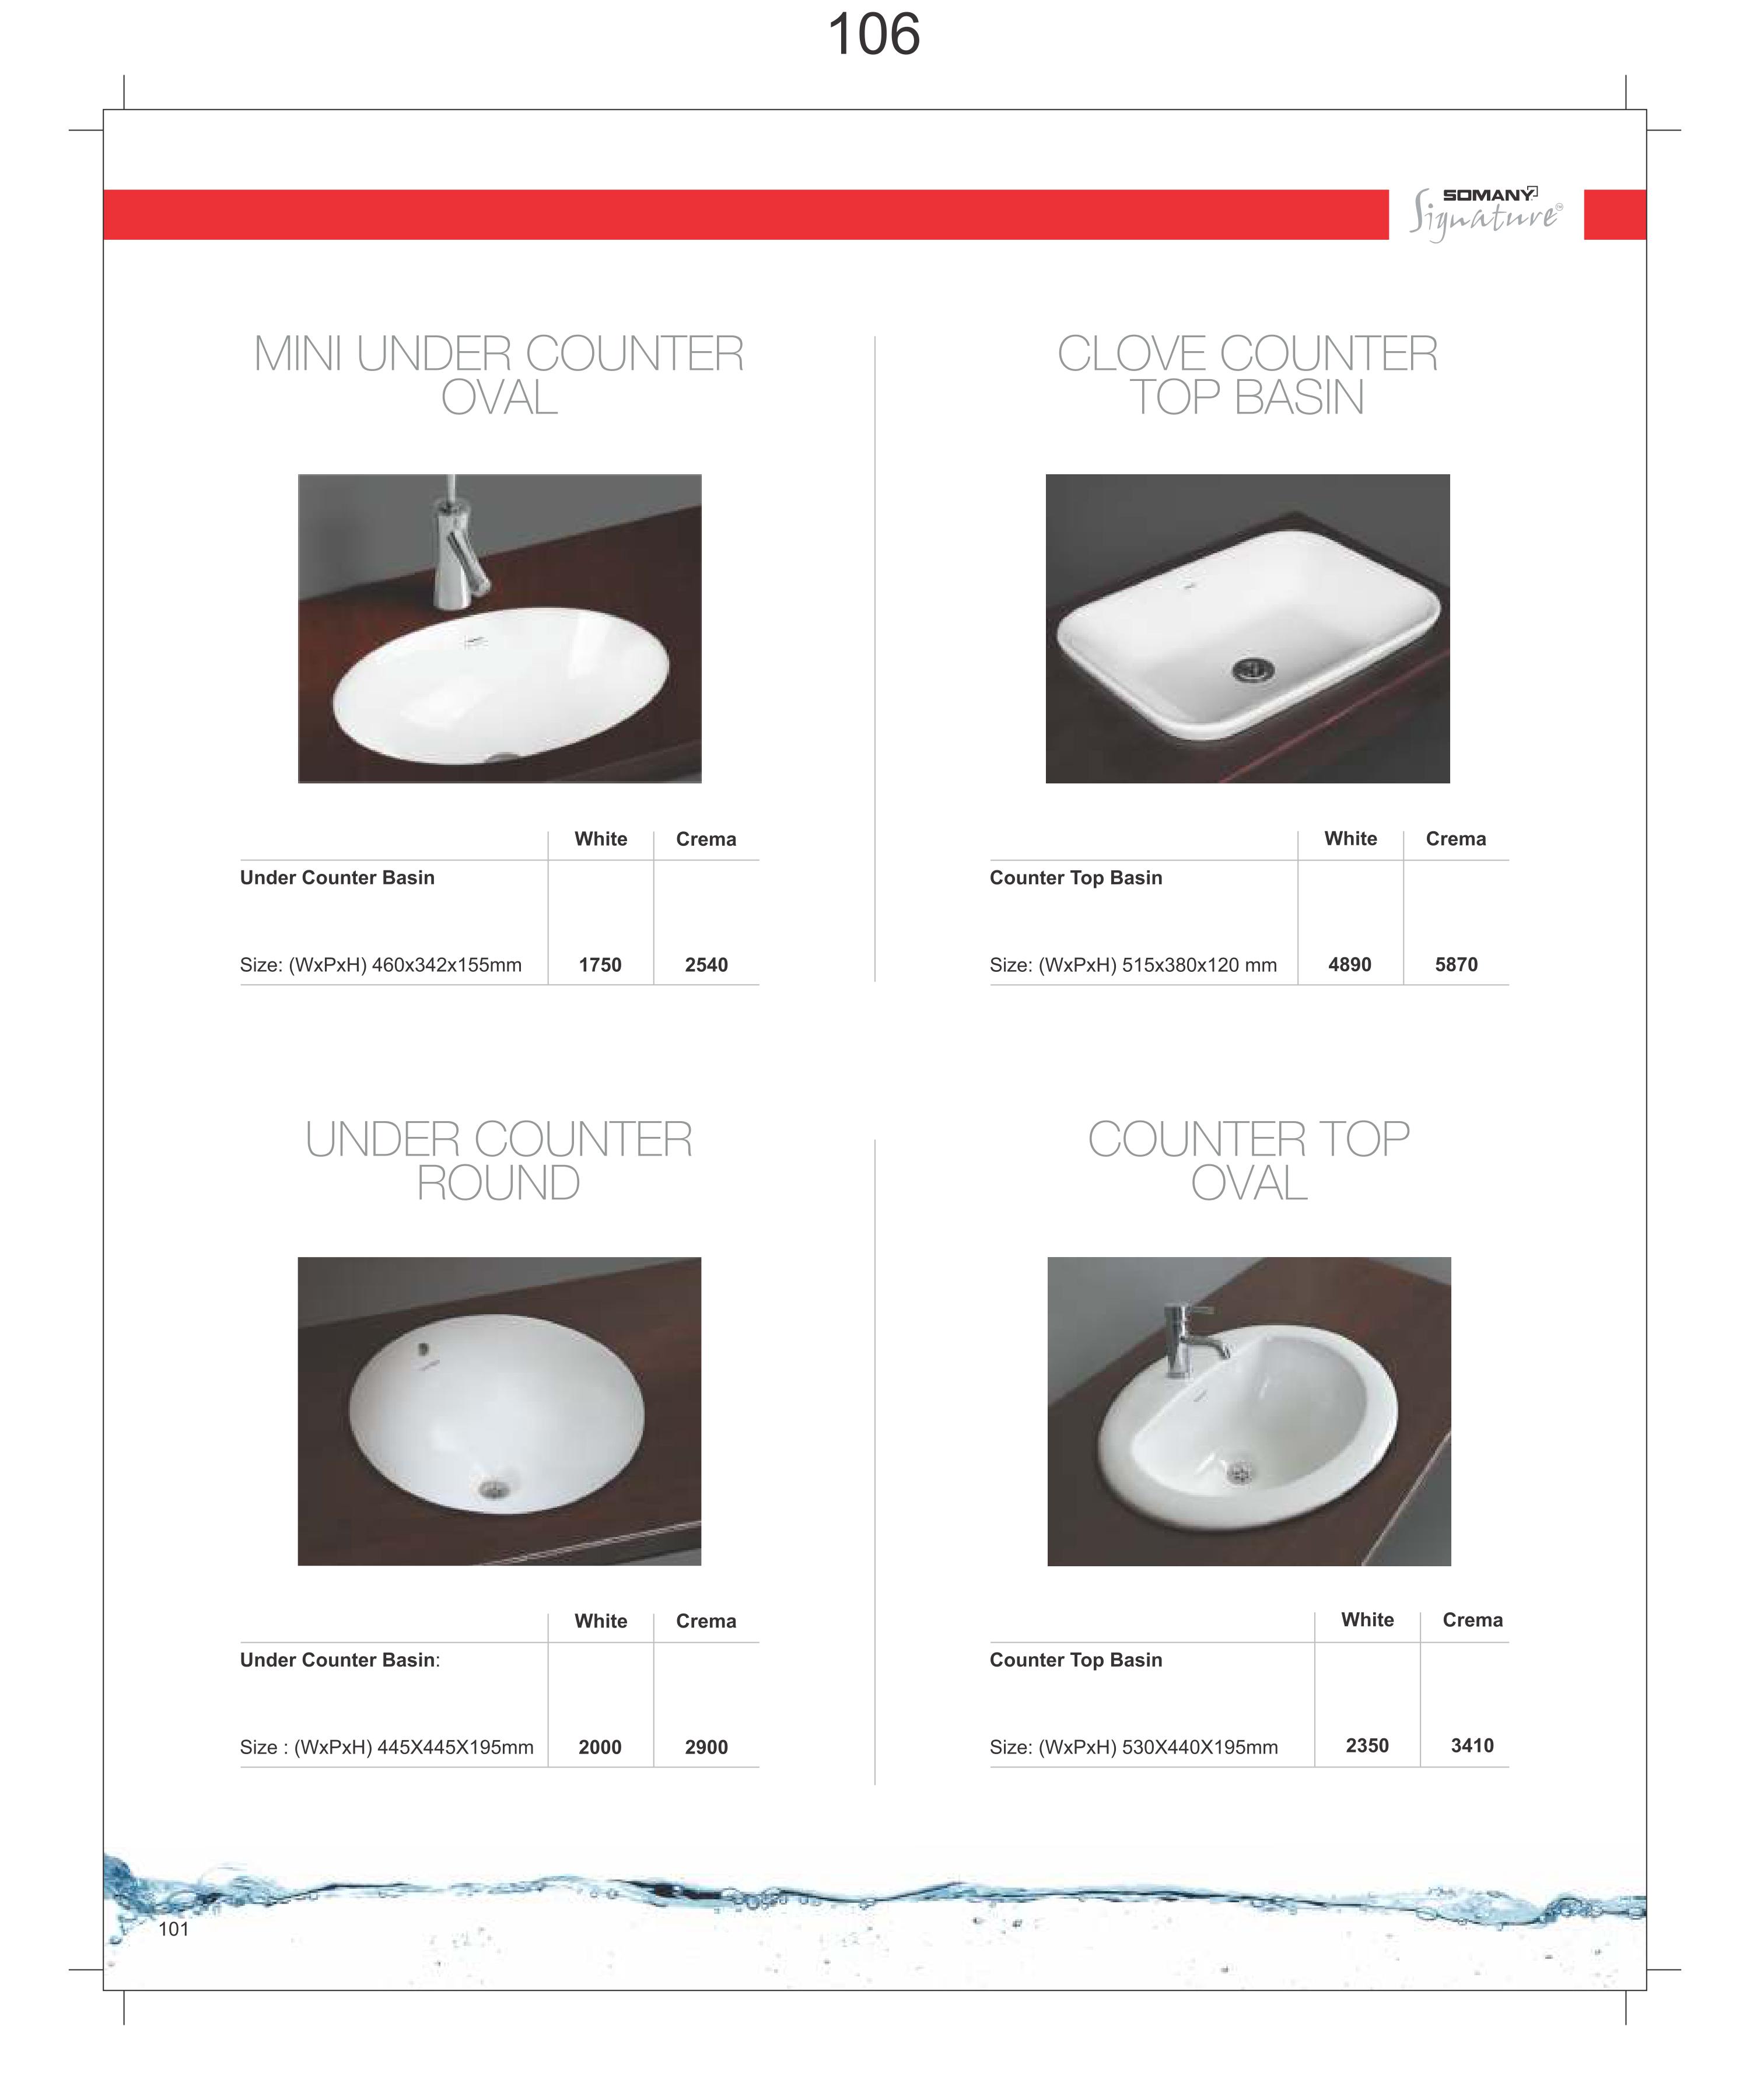 106
SOMANY
Signature™
MINI UNDER COUNTER
OVAL
White Crema
Under Counter Basin
Size: (WxPxH) 460x342x155mm 1750 2540
CLOVE COUNTER
TOP BASIN
White Crema
Counter Top Basin
Size: (WxPxH) 515x380x120 mm 4890 5870
UNDER COUNTER
ROUND
White Crema
Under Counter Basin:
Size : (WxPxH) 445X445X195mm 2000 2900
COUNTER TOP
OVAL
White Crema
Counter Top Basin
Size: (WxPxH) 530X440X195mm 2350 3410
101